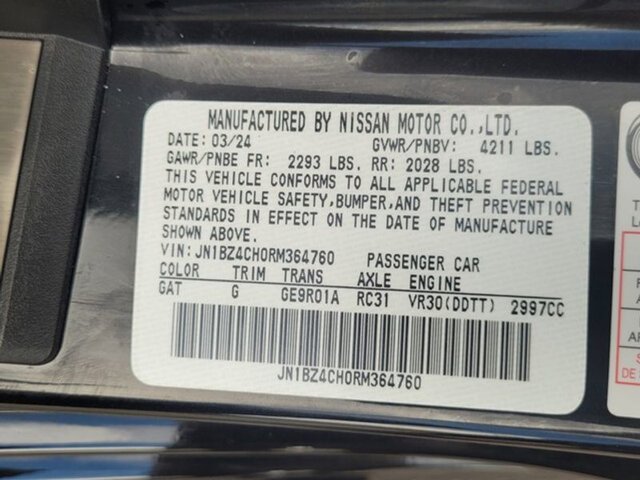 MANUFACTURED BY NISSAN MOTOR CO.,LTD.
DATE: 03/24 GVWR/PNBV: 4211 LBS.
GAWR/PNBE FR: 2293 LBS. RR: 2028 LBS.
THIS VEHICLE CONFORMS TO ALL APPLICABLE FEDERAL
MOTOR VEHICLE SAFETY,BUMPER,AND THEFT PREVENTION
STANDARDS IN EFFECT ON THE DATE OF MANUFACTURE
SHOWN ABOVE.
VIN: JN1BZ4CH0RM364760 PASSENGER CAR
COLOR TRIM TRANS AXLE ENGINE
GAT G GE9R01A RC31 VR30(DDTT) 2997CC
JN1BZ4CH0RM364760